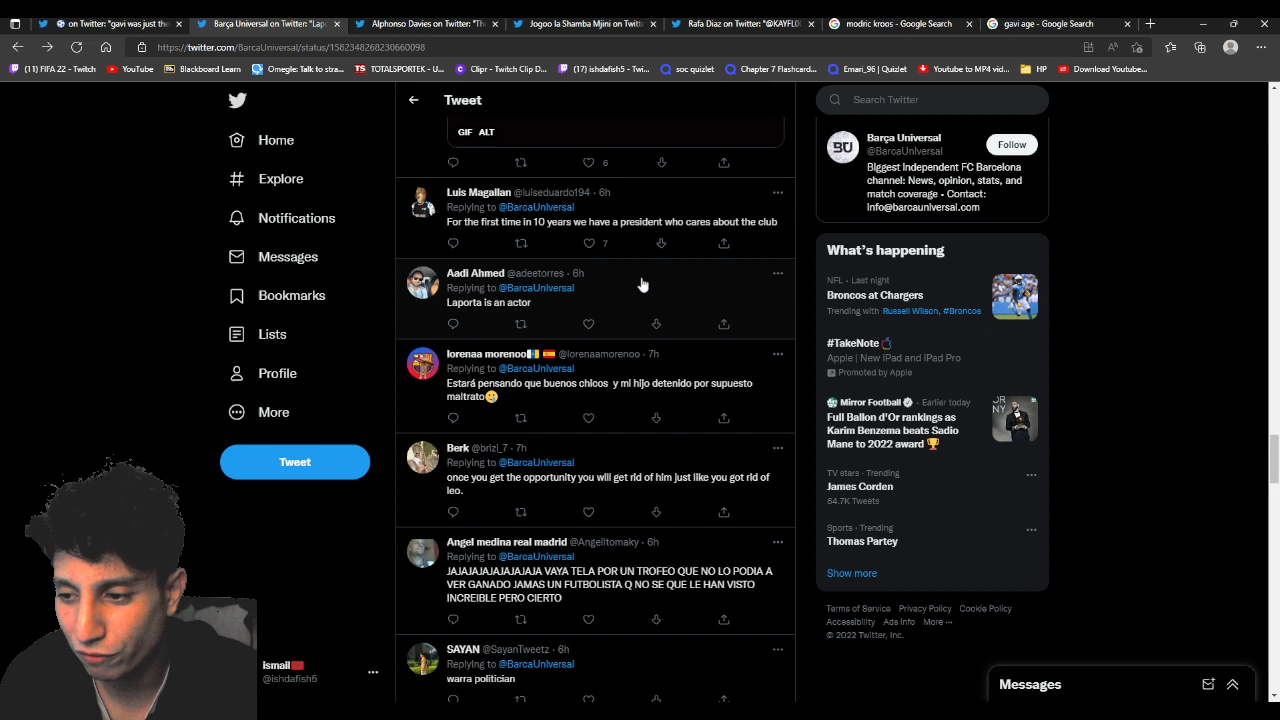 "gavi was just the
Barça Universal on Twitter: "Lapo
Alphonso Davies on Twitter: "The
Jogoo la Shamba Mjini on Twitt
Rafa Diaz on Twitter: "@KAYFL0
modric kroos - Google Search
gavi age - Google Search
https://twitter.com/BarcaUniversal/status/1582348268230660098
(11) FIFA 22 - Twitch
YouTube
Blackboard Learn
Omegle: Talk to stra...
TOTALSPORTEK - U...
Clipr - Twitch Clip D...
(17) ishdafish5 - Twi...
soc quizlet
Chapter 7 Flashcard...
Emari_96 | Quizlet
Youtube to MP4 vid...
HP
Download Youtube...
Home
Explore
Notifications
Messages
Bookmarks
Lists
Profile
More
Tweet
ismail
@ishdafish5
Tweet
GIF ALT
6
Luis Magallan @luiseduardo194 · 6h
Replying to @BarcaUniversal
For the first time in 10 years we have a president who cares about the club
7
Aadi Ahmed @adeetorres · 6h
Replying to @BarcaUniversal
Laporta is an actor
lorenaa morenoo @lorenaamorenoo · 7h
Replying to @BarcaUniversal
Estará pensando que buenos chicos y mi hijo detenido por supuesto
maltrato
Berk @brizi_7 · 7h
Replying to @BarcaUniversal
once you get the opportunity you will get rid of him just like you got rid of
leo.
Angel medina real madrid @Angelitomaky · 6h
Replying to @BarcaUniversal
JAJAJAJAJAJAJAJA VAYA TELA POR UN TROFEO QUE NO LO PODIA A
VER GANADO JAMAS UN FUTBOLISTA Q NO SE QUE LE HAN VISTO
INCREIBLE PERO CIERTO
SAYAN @SayanTweetz · 6h
Replying to @BarcaUniversal
warra politician
Search Twitter
BU
Barça Universal
@BarcaUniversal
Follow
Biggest Independent FC Barcelona
channel: News, opinion, stats, and
match coverage • Contact:
info@barcauniversal.com
What's happening
NFL · Last night
Broncos at Chargers
Trending with Russell Wilson, #Broncos
#TakeNote
Apple | New iPad and iPad Pro
Promoted by Apple
Mirror Football · Earlier today
Full Ballon d'Or rankings as
Karim Benzema beats Sadio
Mane to 2022 award
TV stars · Trending
James Corden
64.7K Tweets
Sports · Trending
Thomas Partey
Show more
Terms of Service Privacy Policy Cookie Policy
Accessibility Ads info More ···
© 2022 Twitter, Inc.
Messages